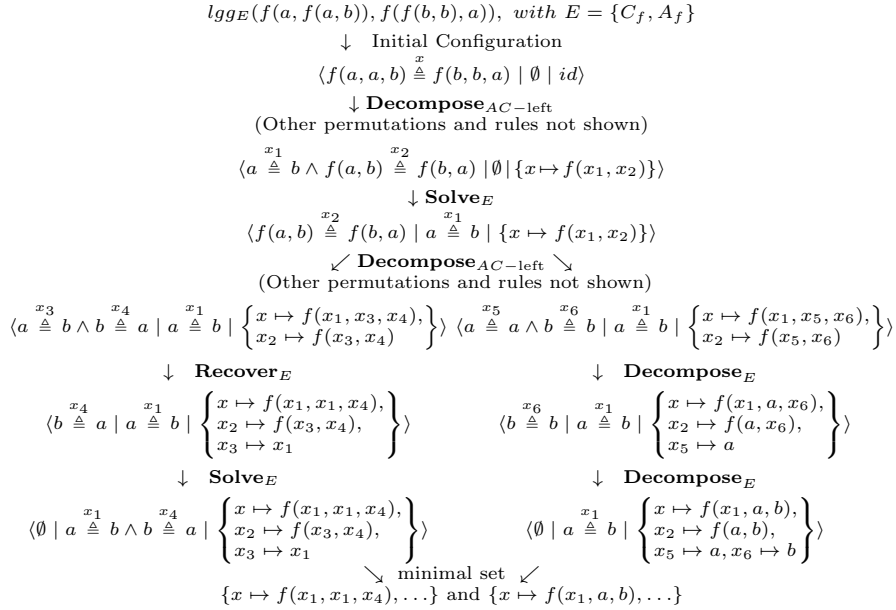 lgg_E(f(a, f(a, b)), f(f(b, b), a)), with E = {C_f, A_f}
↓ Initial Configuration
⟨f(a, a, b) ≜^x f(b, b, a) | ∅ | id⟩
↓ Decompose_{AC−left}
(Other permutations and rules not shown)
⟨a ≜^{x_1} b ∧ f(a, b) ≜^{x_2} f(b, a) | ∅ | {x ↦ f(x_1, x_2)}⟩
↓ Solve_E
⟨f(a, b) ≜^{x_2} f(b, a) | a ≜^{x_1} b | {x ↦ f(x_1, x_2)}⟩
↙ Decompose_{AC−left} ↘
(Other permutations and rules not shown)
⟨a ≜^{x_3} b ∧ b ≜^{x_4} a | a ≜^{x_1} b | {x ↦ f(x_1, x_3, x_4), x_2 ↦ f(x_3, x_4)}⟩ ⟨a ≜^{x_5} a ∧ b ≜^{x_6} b | a ≜^{x_1} b | {x ↦ f(x_1, x_5, x_6), x_2 ↦ f(x_5, x_6)}⟩
↓ Recover_E ↓ Decompose_E
⟨b ≜^{x_4} a | a ≜^{x_1} b | {x ↦ f(x_1, x_1, x_4), x_2 ↦ f(x_3, x_4), x_3 ↦ x_1}⟩ ⟨b ≜^{x_6} b | a ≜^{x_1} b | {x ↦ f(x_1, a, x_6), x_2 ↦ f(a, x_6), x_5 ↦ a}⟩
↓ Solve_E ↓ Decompose_E
⟨∅ | a ≜^{x_1} b ∧ b ≜^{x_4} a | {x ↦ f(x_1, x_1, x_4), x_2 ↦ f(x_3, x_4), x_3 ↦ x_1}⟩ ⟨∅ | a ≜^{x_1} b | {x ↦ f(x_1, a, b), x_2 ↦ f(a, b), x_5 ↦ a, x_6 ↦ b}⟩
↘ minimal set ↙
{x ↦ f(x_1, x_1, x_4), …} and {x ↦ f(x_1, a, b), …}